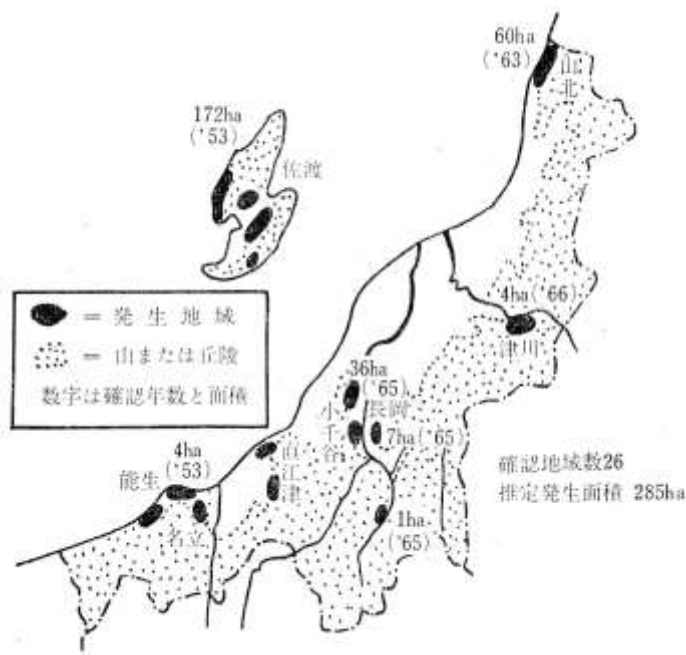 60ha
('63)
山北
172ha
('53)
佐渡
= 発生地域
= 山または丘陵
数字は確認年数と面積
4ha('66)
津川
36ha
('65)
長岡
小千谷
7ha('65)
直江津
4ha
('53)
能生
名立
1ha
('65)
確認地域数26
推定発生面積 285ha